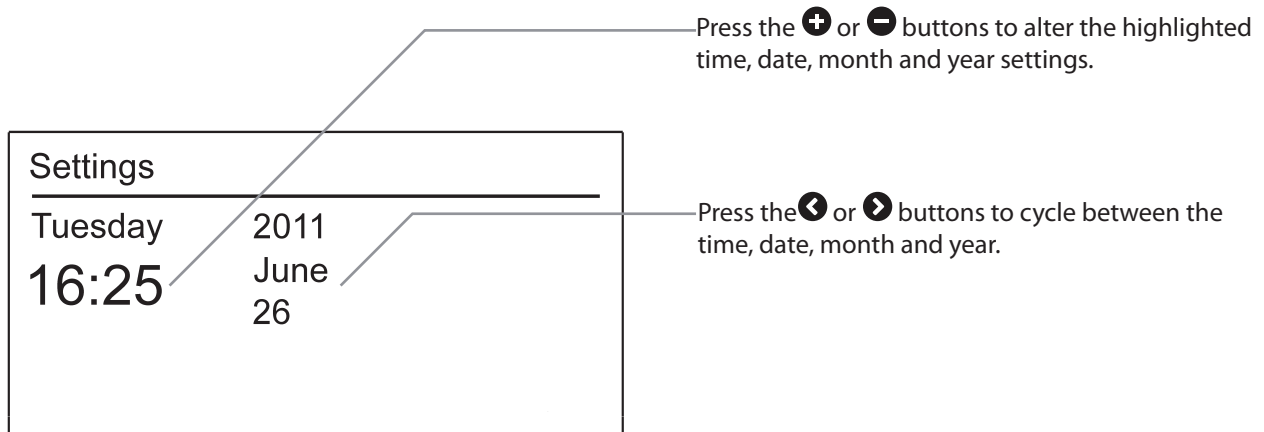 Press the + or - buttons to alter the highlighted
time, date, month and year settings.
Settings
Tuesday 2011
16:25 June
26
Press the < or > buttons to cycle between the
time, date, month and year.